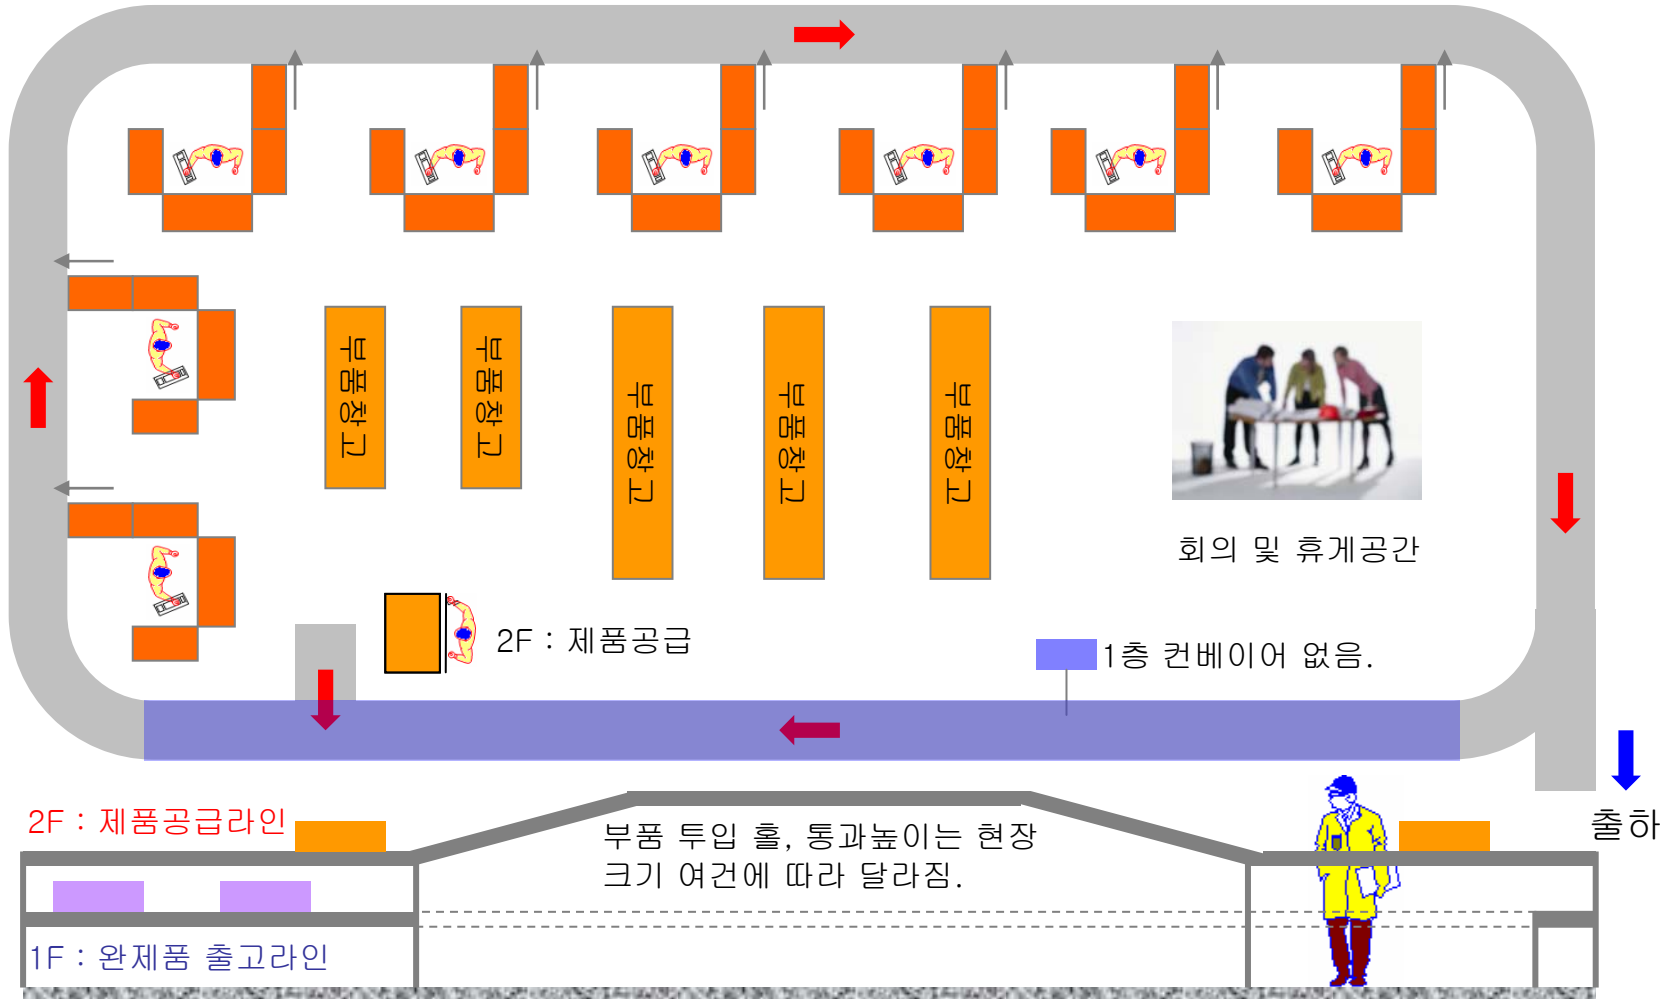 부품창고
부품창고
부품창고
부품창고
부품창고
회의 및 휴게공간
2F : 제품공급
1층 컨베이어 없음.
출하
2F : 제품공급라인
부품 투입 홀, 통과높이는 현장
크기 여건에 따라 달라짐.
1F : 완제품 출고라인